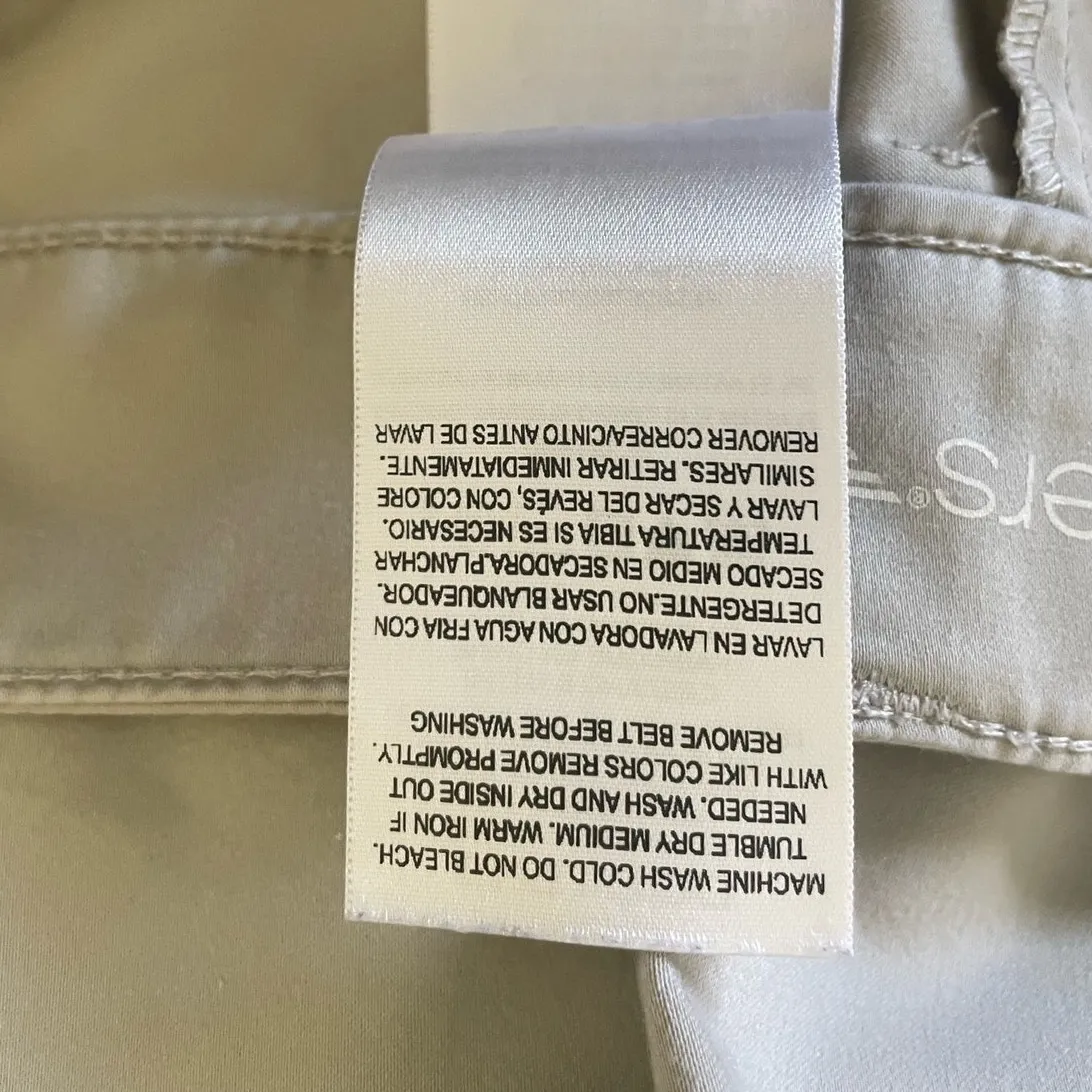 MACHINE WASH COLD. DO NOT BLEACH.
TUMBLE DRY MEDIUM. WARM IRON IF
NEEDED. WASH AND DRY INSIDE OUT
WITH LIKE COLORS REMOVE PROMPTLY.
REMOVE BELT BEFORE WASHING
LAVAR EN LAVADORA CON AGUA FRIA CON
DETERGENTE.NO USAR BLANQUEADOR.
SECADO MEDIO EN SECADORA.PLANCHAR
TEMPERATURA TIBIA SI ES NECESARIO.
LAVAR Y SECAR DEL REVÉS, CON COLORE
SIMILARES. RETIRAR INMEDIATAMENTE.
REMOVER CORREA/CINTO ANTES DE LAVAR
ers®